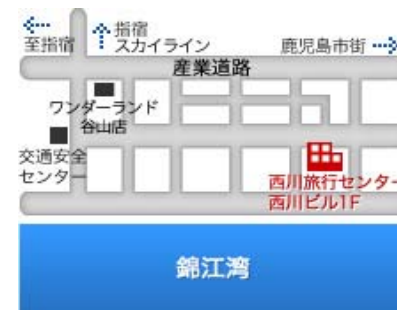 至指宿
指宿
スカイライン
鹿児島市街
産業道路
ワンダーランド
谷山店
交通安全
センター
西川旅行センター
西川ビル1F
錦江湾